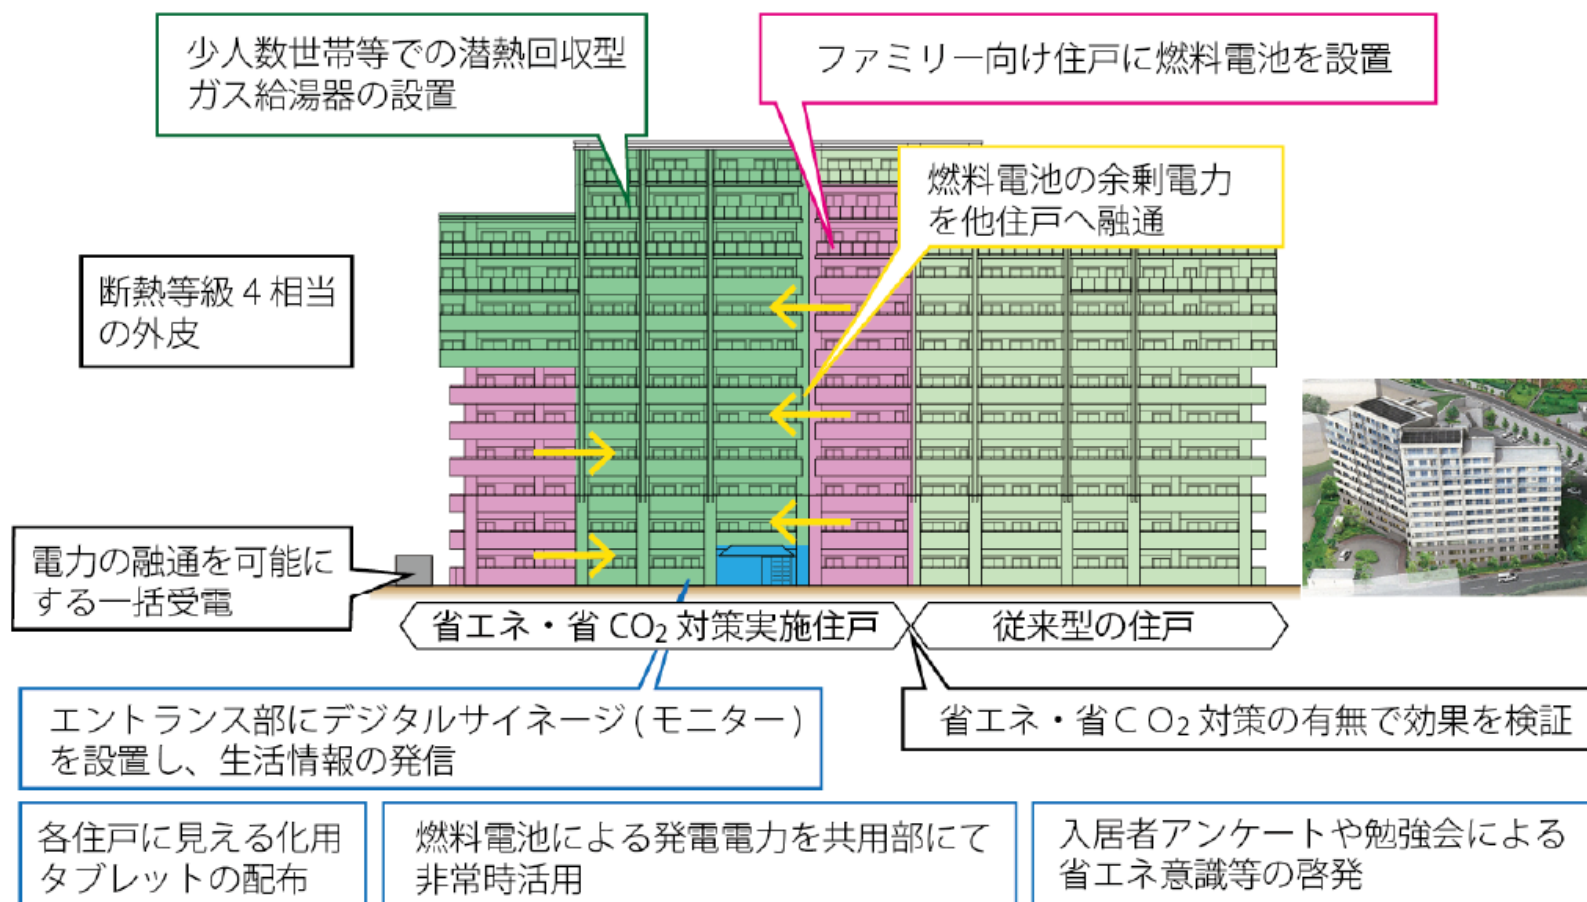 少人数世帯等での潜熱回収型
ガス給湯器の設置
ファミリー向け住戸に燃料電池を設置
燃料電池の余剰電力
を他住戸へ融通
断熱等級4相当
の外皮
電力の融通を可能に
する一括受電
省エネ・省CO₂対策実施住戸
従来型の住戸
エントランス部にデジタルサイネージ(モニター)
を設置し、生活情報の発信
省エネ・省CO₂対策の有無で効果を検証
各住戸に見える化用
タブレットの配布
燃料電池による発電電力を共用部にて
非常時活用
入居者アンケートや勉強会による
省エネ意識等の啓発